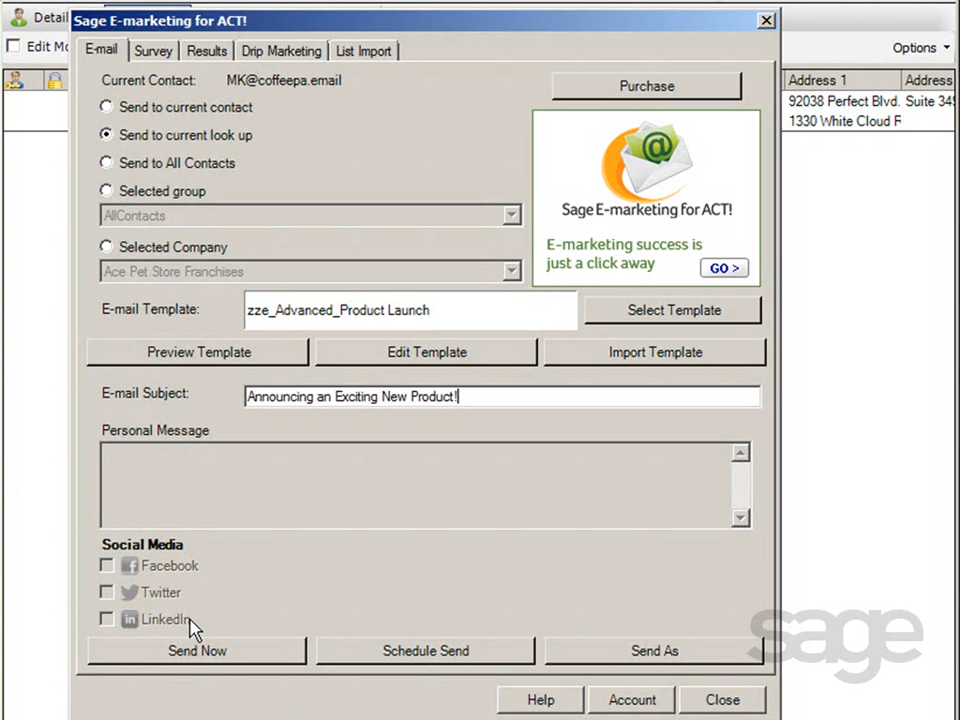 Detail
Sage E-marketing for ACT!
Edit Mo
Options
E-mail Survey Results Drip Marketing List Import
Current Contact: MK@coffeepa.email
Purchase
Address 1 Address
Send to current contact
92038 Perfect Blvd. Suite 345
1330 White Cloud R
Send to current look up
Send to All Contacts
Selected group
AllContacts
Sage E-marketing for ACT!
E-marketing success is
just a click away
GO >
Selected Company
Ace Pet Store Franchises
E-mail Template: zze_Advanced_Product Launch Select Template
Preview Template Edit Template Import Template
E-mail Subject: Announcing an Exciting New Product!
Personal Message
Social Media
Facebook
Twitter
LinkedIn
sage
Send Now Schedule Send Send As
Help Account Close